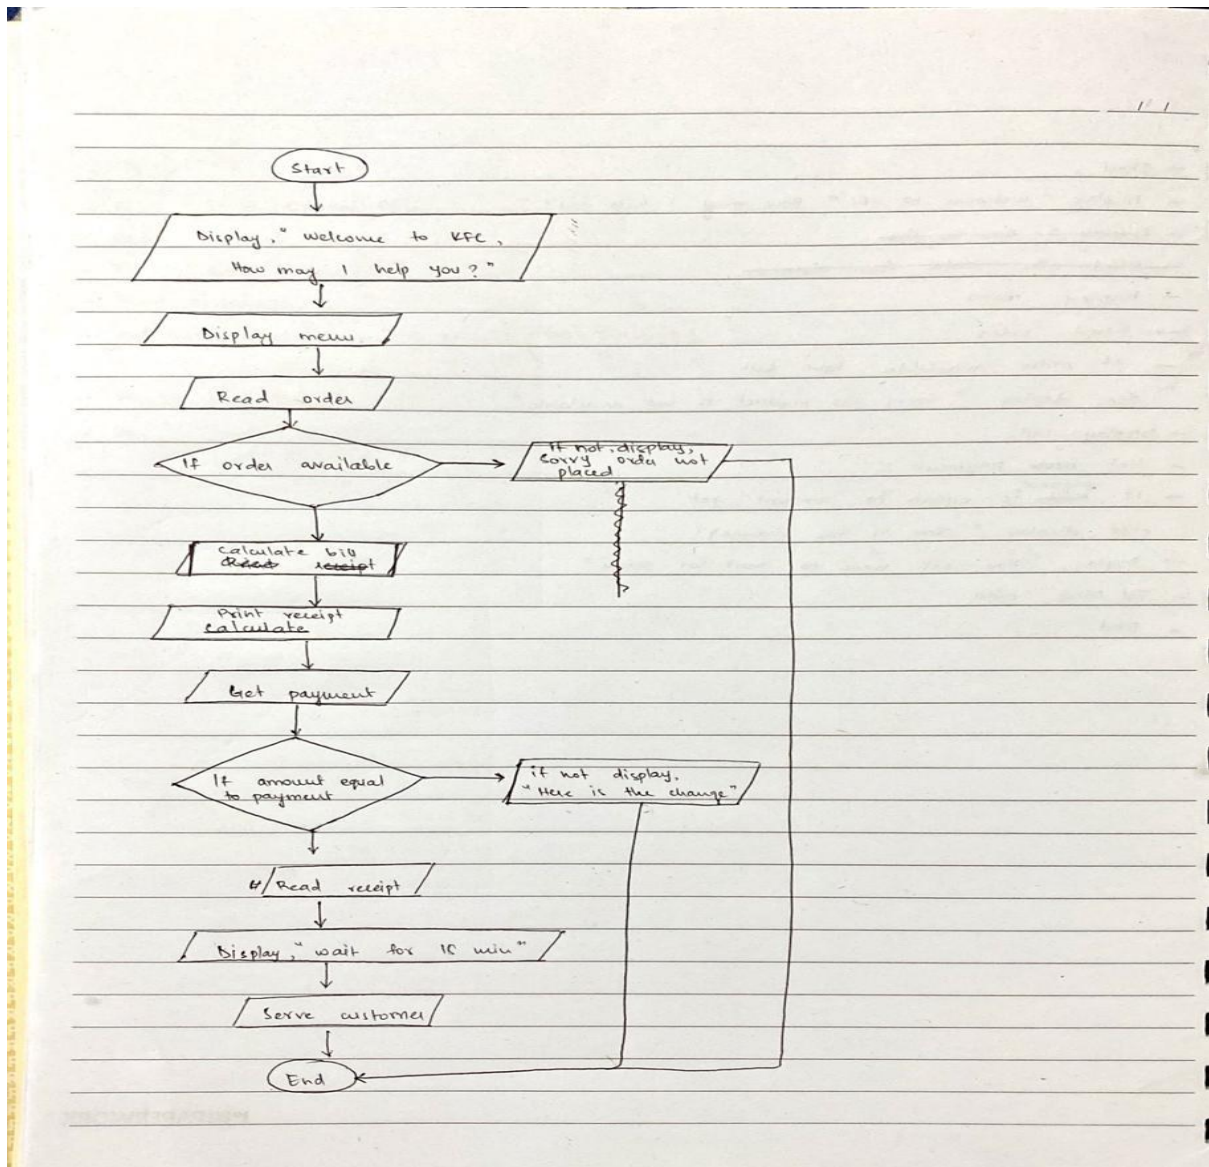 Start
Display, "Welcome to KFC,
How may I help you?"
Display menu
Read order
If order available
if not, display,
sorry order not
placed
Calculate bill
Read receipt
Print receipt
calculate
Get payment
If amount equal
to payment
if not display,
"Here is the change"
Read receipt
Display, "wait for min"
Serve customer
End